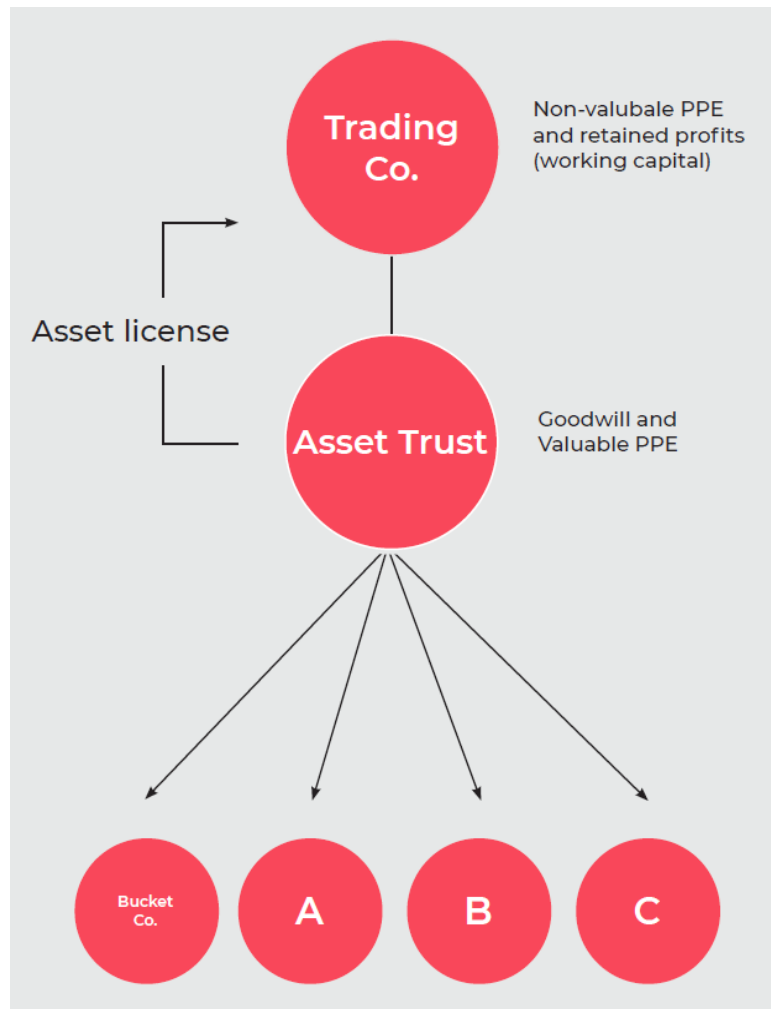 Trading
Co.
Non-valubale PPE
and retained profits
(working capital)
Asset license
Asset Trust
Goodwill and
Valuable PPE
Bucket
Co.
A
B
C